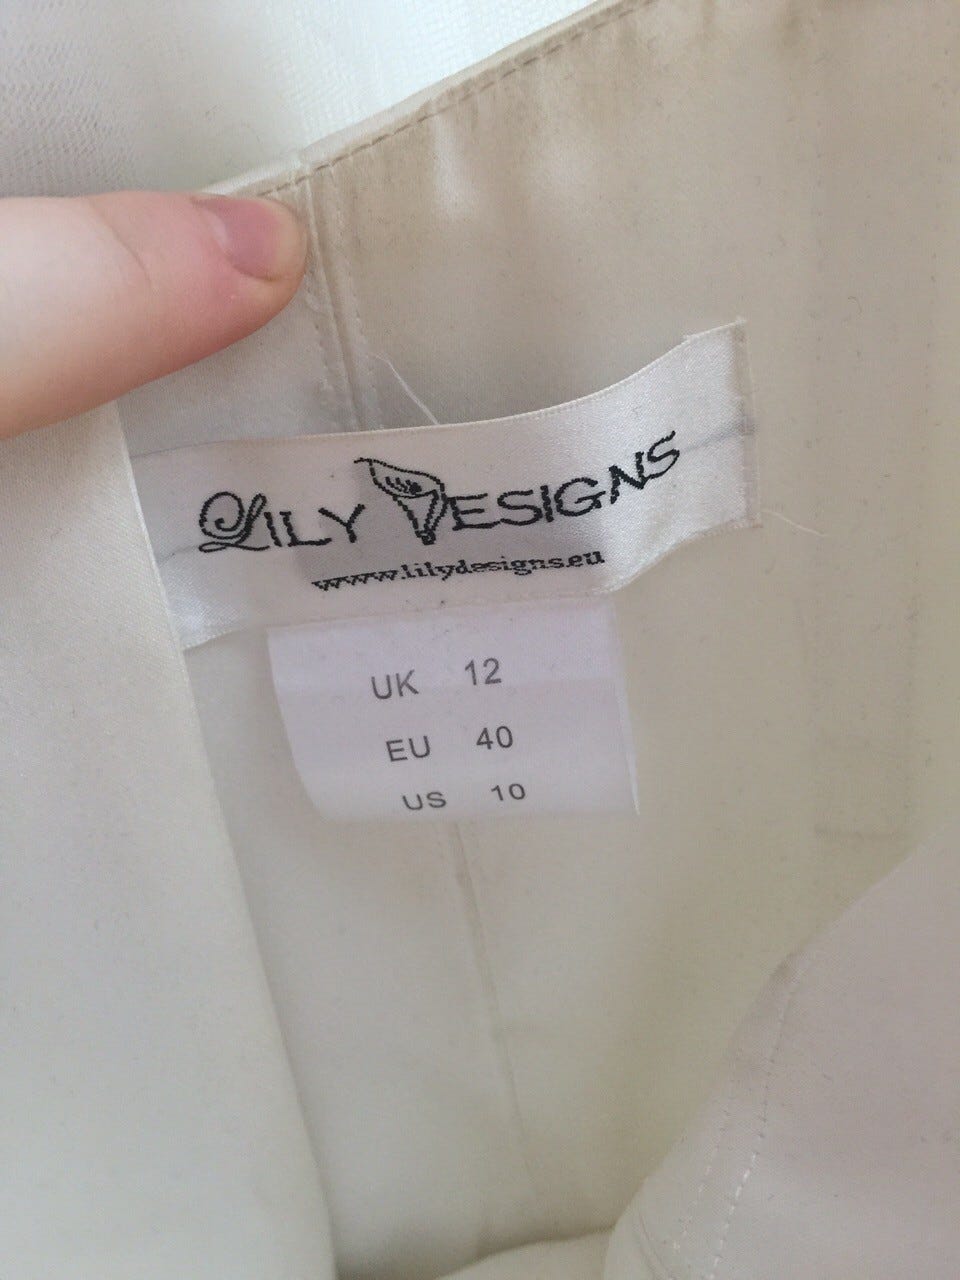 LILY DESIGNS
www.lilydesigns.eu
UK 12
EU 40
US 10